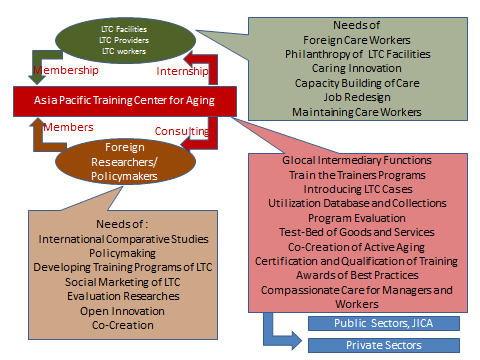 LTC Facilities
LTC Providers
LTC workers
Membership
Internship
Asia Pacific Training Center for Aging
Members
Consulting
Foreign
Researchers/
Policymakers
Needs of
Foreign Care Workers
Philanthropy of LTC Facilities
Caring Innovation
Capacity Building of Care
Job Redesign
Maintaining Care Workers
Glocal Intermediary Functions
Train the Trainers Programs
Introducing LTC Cases
Utilization Database and Collections
Program Evaluation
Test-Bed of Goods and Services
Co-Creation of Active Aging
Certification and Qualification of Training
Awards of Best Practices
Compassionate Care for Managers and
Workers
Needs of :
International Comparative Studies
Policymaking
Developing Training Programs of LTC
Social Marketing of LTC
Evaluation Researches
Open Innovation
Co-Creation
Public Sectors, JICA
Private Sectors